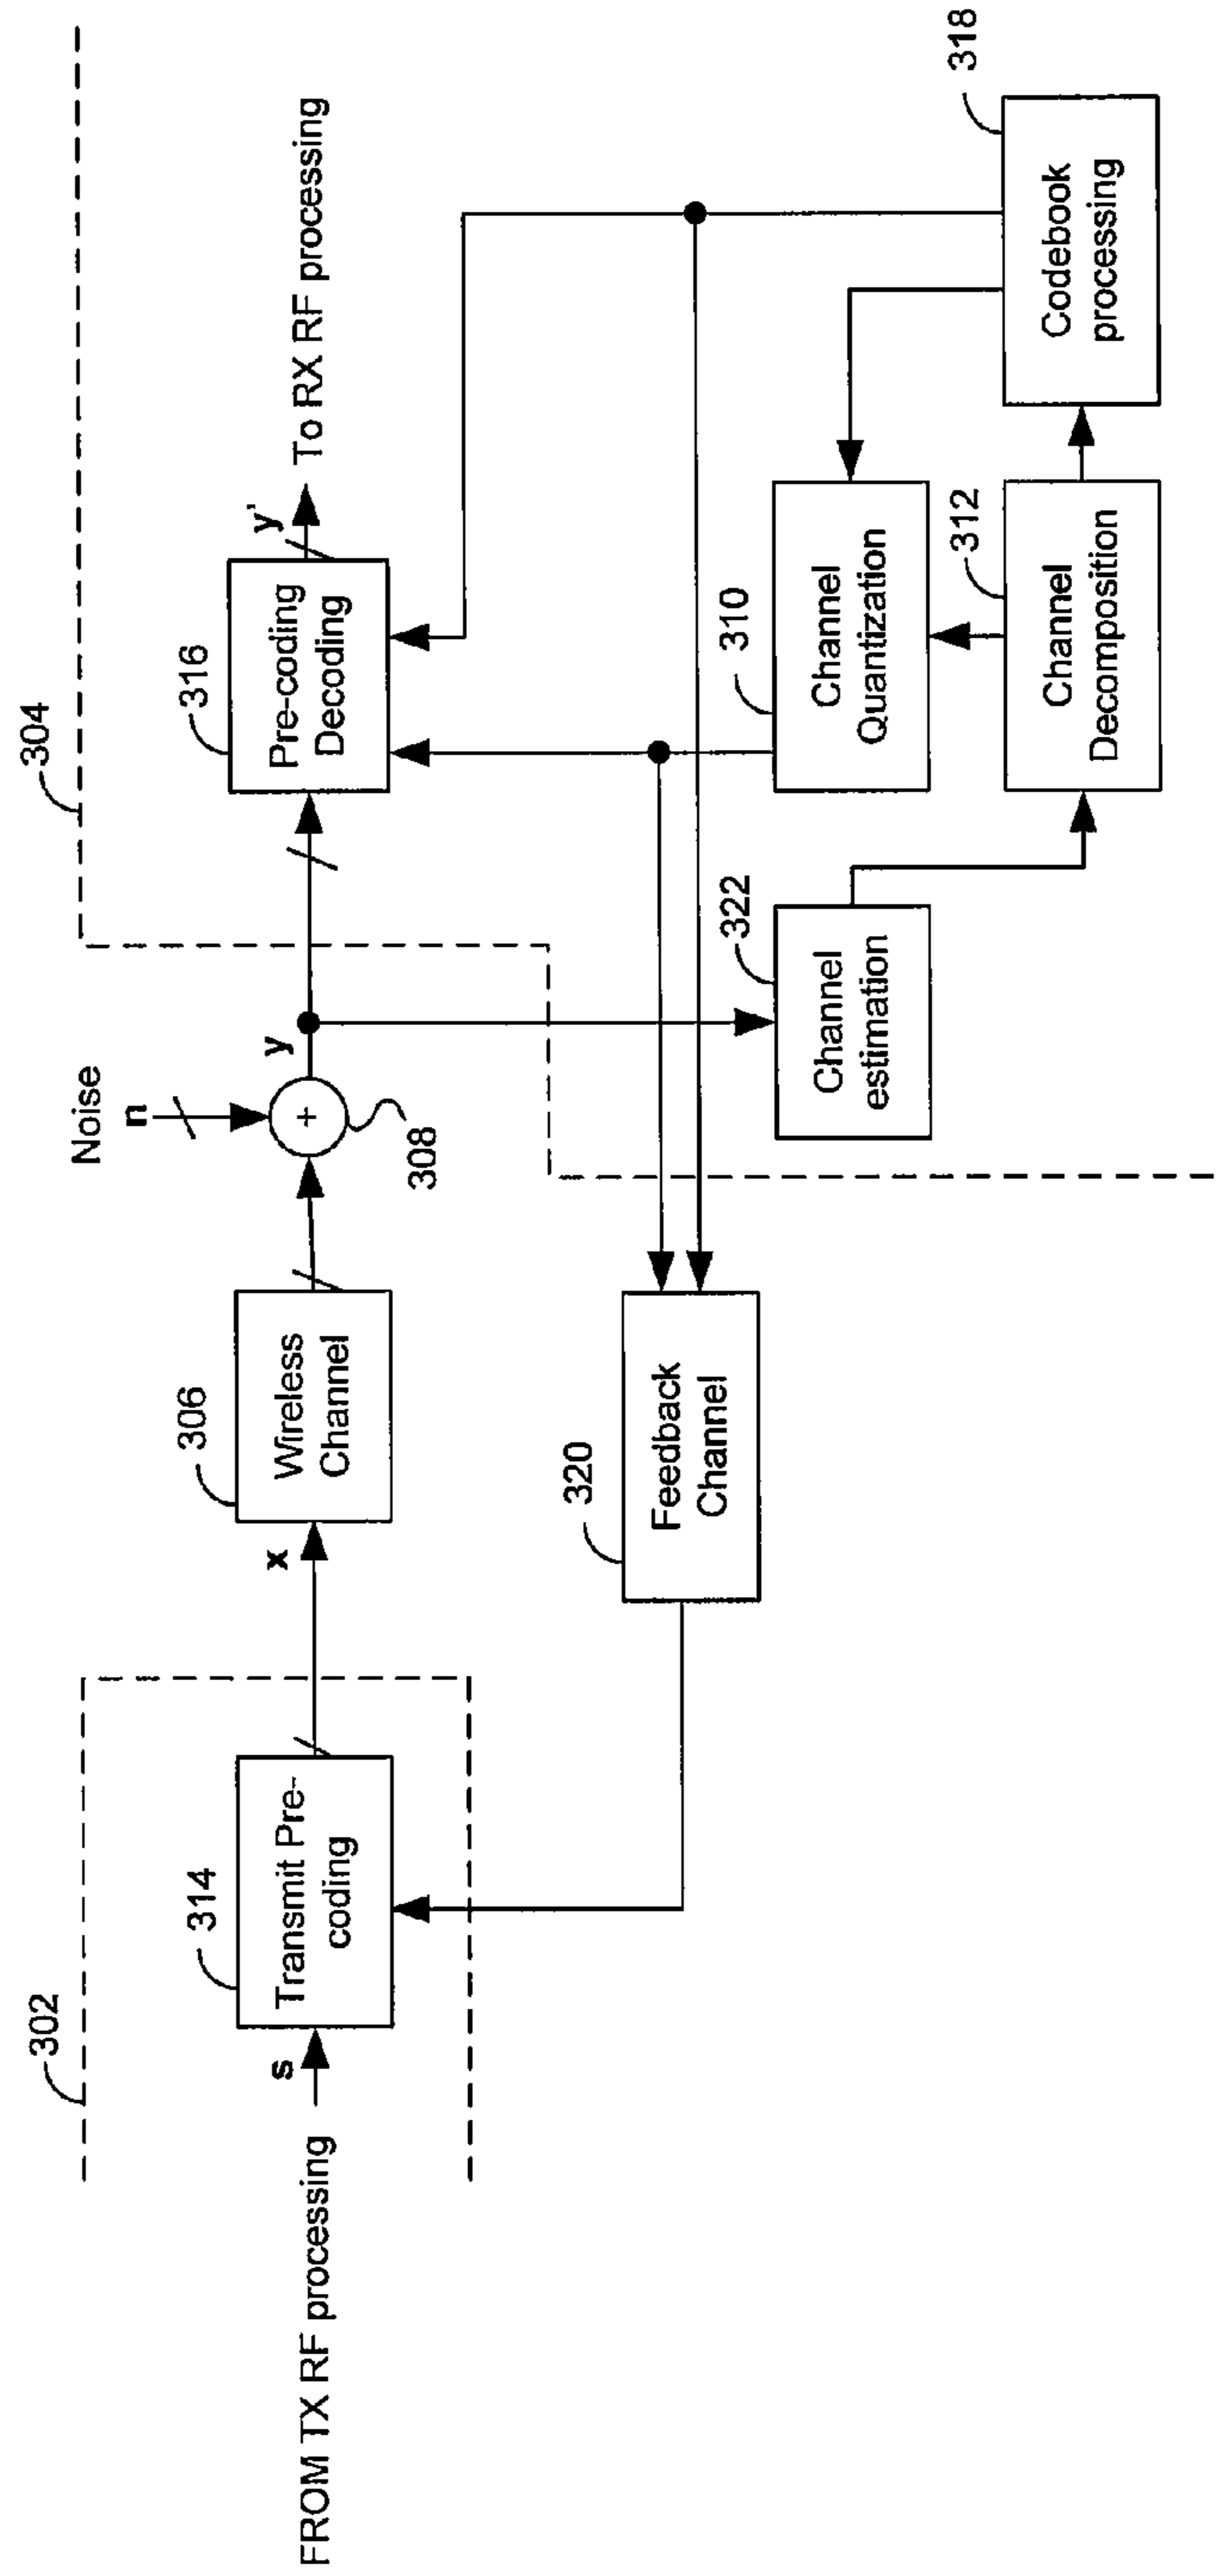 302
304
FROM TX RF processing
s
314
Transmit Pre-
coding
x
306
Wireless
Channel
Noise
n
+
308
y
316
Pre-coding
Decoding
y'
To RX RF processing
320
Feedback
Channel
322
Channel
estimation
310
Channel
Quantization
312
Channel
Decomposition
318
Codebook
processing